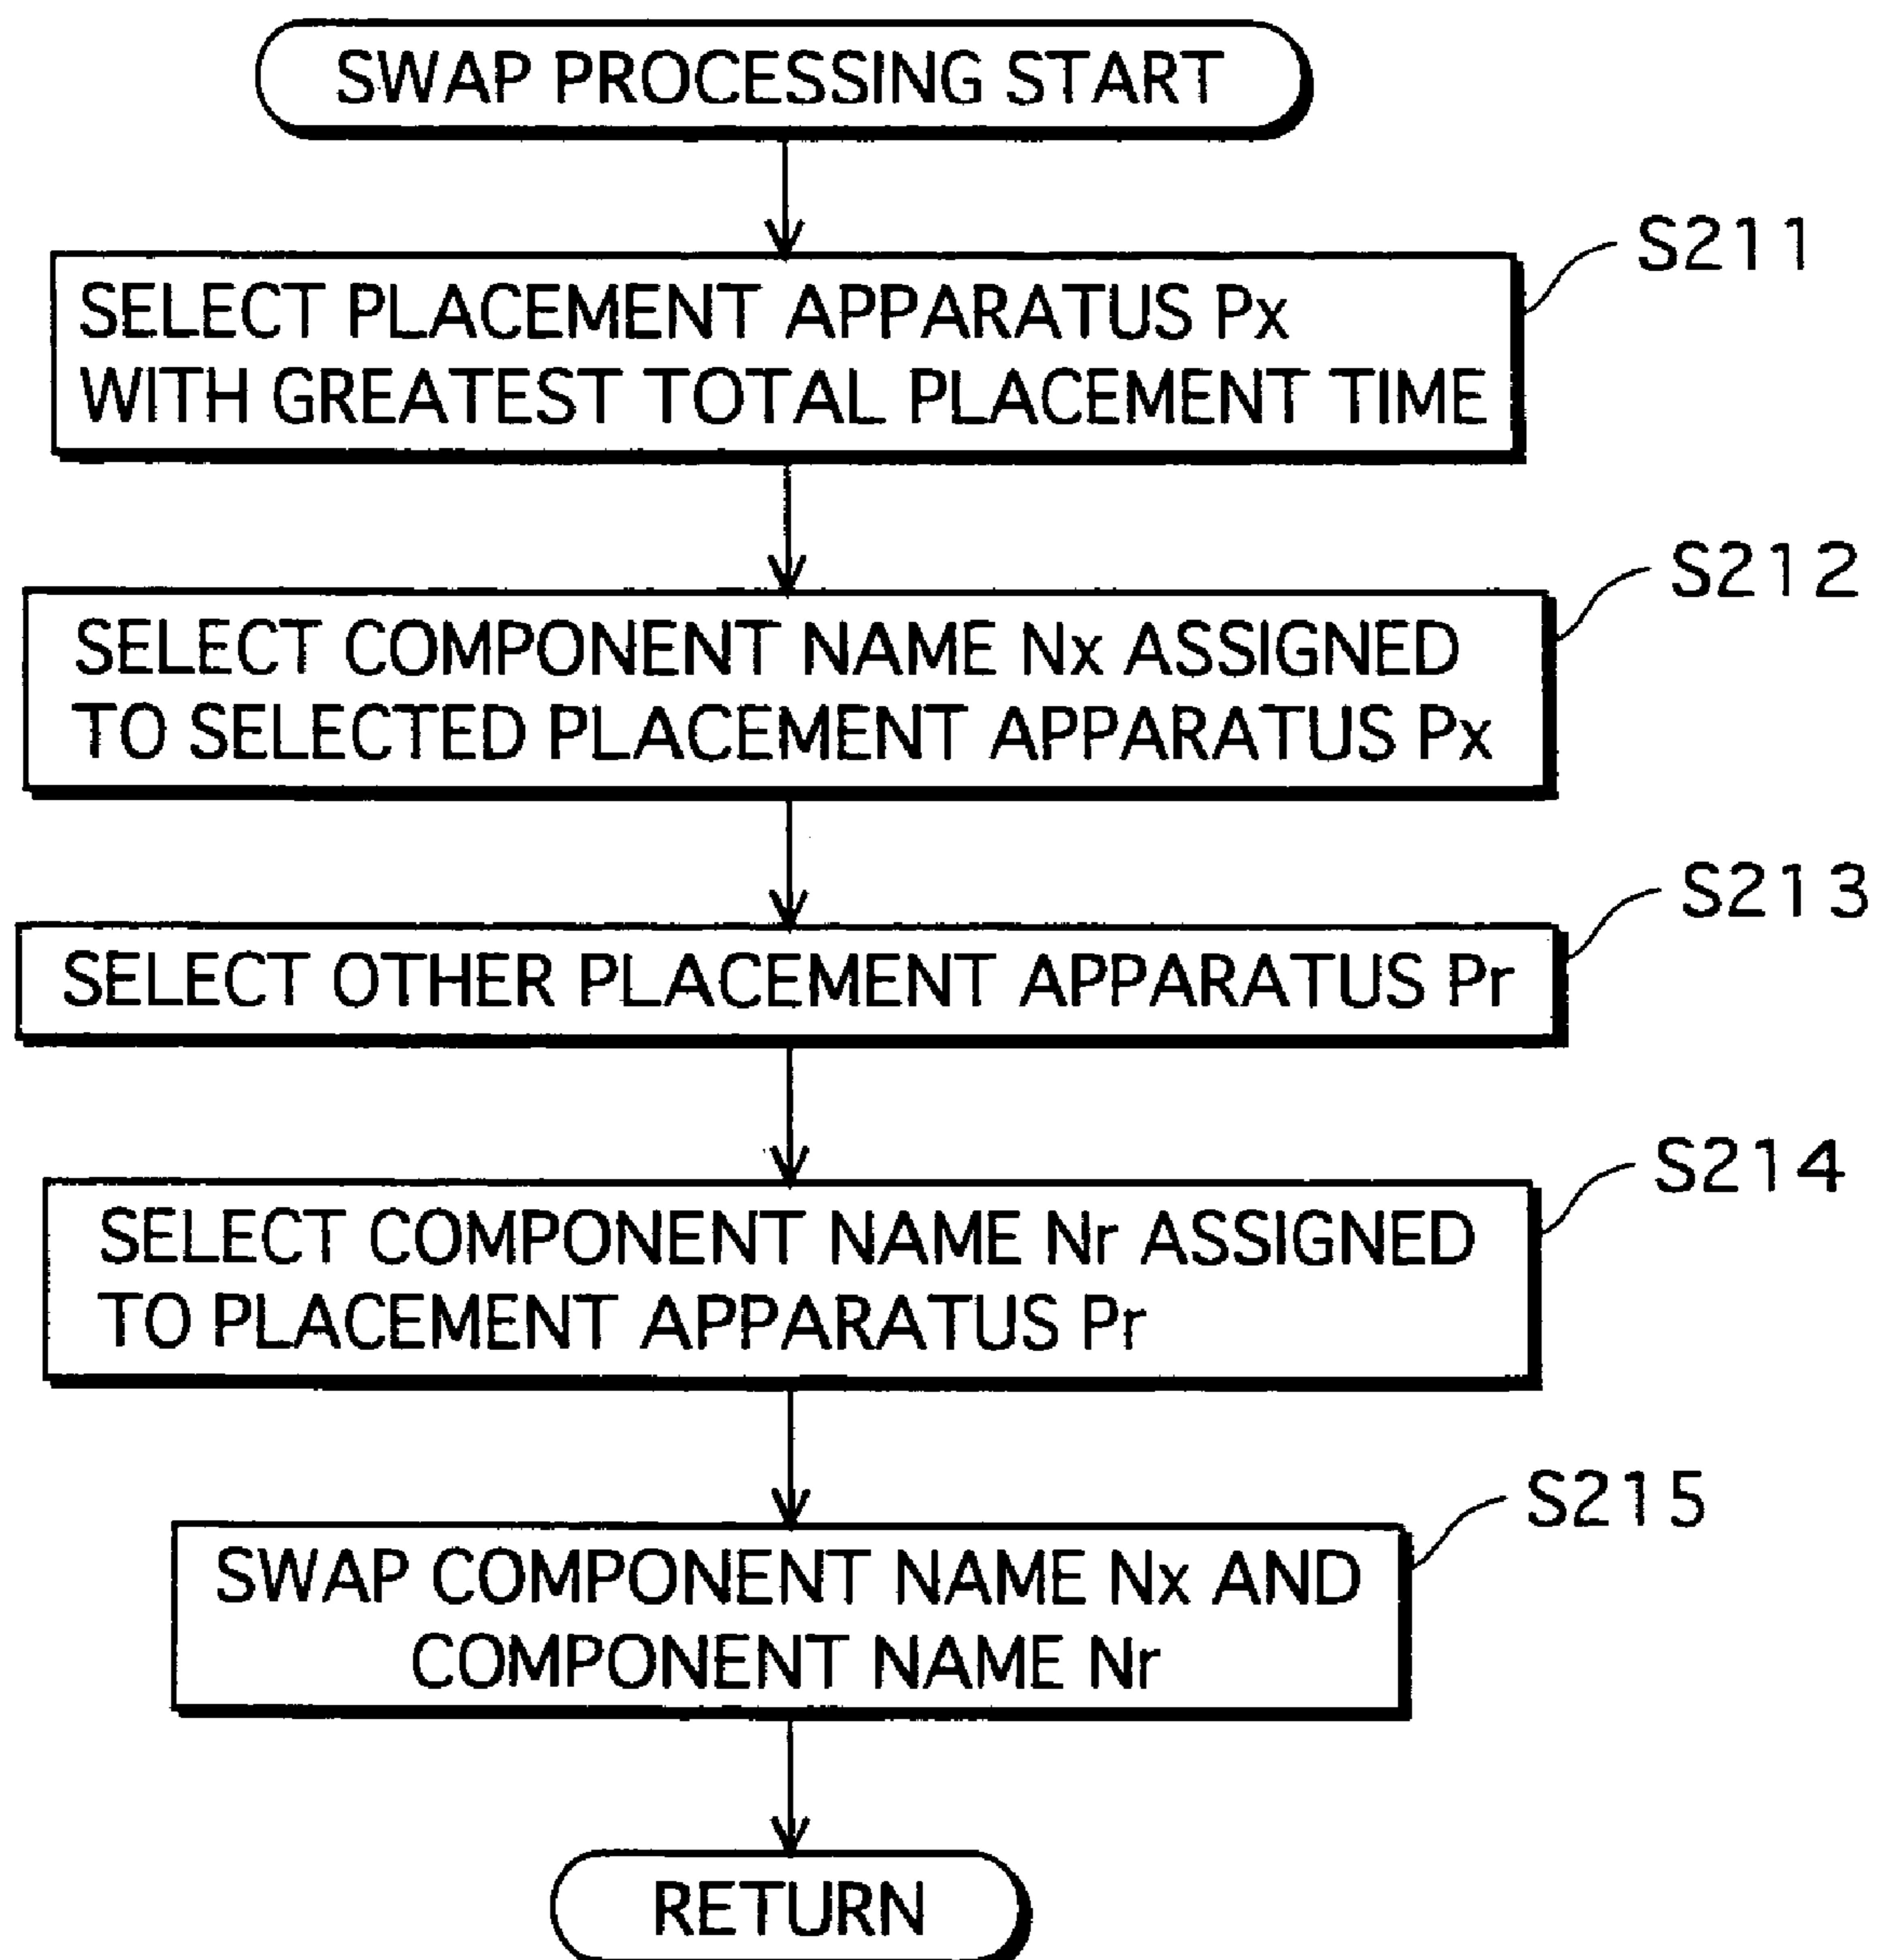 SWAP PROCESSING START
S211
SELECT PLACEMENT APPARATUS Px
WITH GREATEST TOTAL PLACEMENT TIME
S212
SELECT COMPONENT NAME Nx ASSIGNED
TO SELECTED PLACEMENT APPARATUS Px
S213
SELECT OTHER PLACEMENT APPARATUS Pr
S214
SELECT COMPONENT NAME Nr ASSIGNED
TO PLACEMENT APPARATUS Pr
S215
SWAP COMPONENT NAME Nx AND
COMPONENT NAME Nr
RETURN